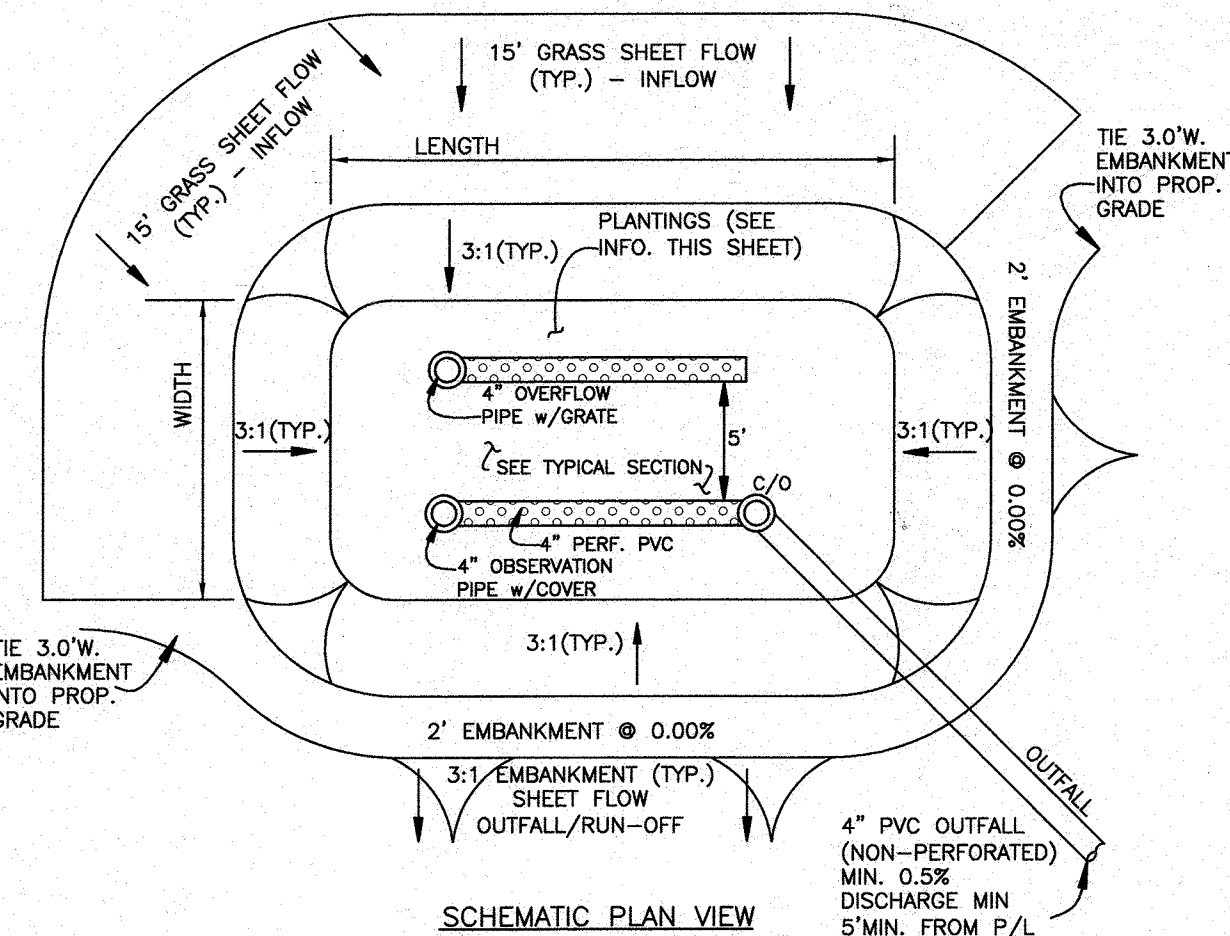 15' GRASS SHEET FLOW
(TYP.) - INFLOW
15' GRASS SHEET FLOW
(TYP.) - INFLOW
LENGTH
TIE 3.0'W.
EMBANKMENT
INTO PROP.
GRADE
PLANTINGS (SEE
INFO. THIS SHEET)
3:1(TYP.)
2' EMBANKMENT @ 0.00%
WIDTH
4" OVERFLOW
PIPE w/GRATE
3:1(TYP.)
5'
3:1(TYP.)
SEE TYPICAL SECTION
C/O
4" PERF. PVC
4" OBSERVATION
PIPE w/COVER
TIE 3.0'W.
EMBANKMENT
INTO PROP.
GRADE
3:1(TYP.)
2' EMBANKMENT @ 0.00%
3:1 EMBANKMENT (TYP.)
SHEET FLOW
OUTFALL/RUN-OFF
OUTFALL
4" PVC OUTFALL
(NON-PERFORATED)
MIN. 0.5%
DISCHARGE MIN
5'MIN. FROM P/L
SCHEMATIC PLAN VIEW